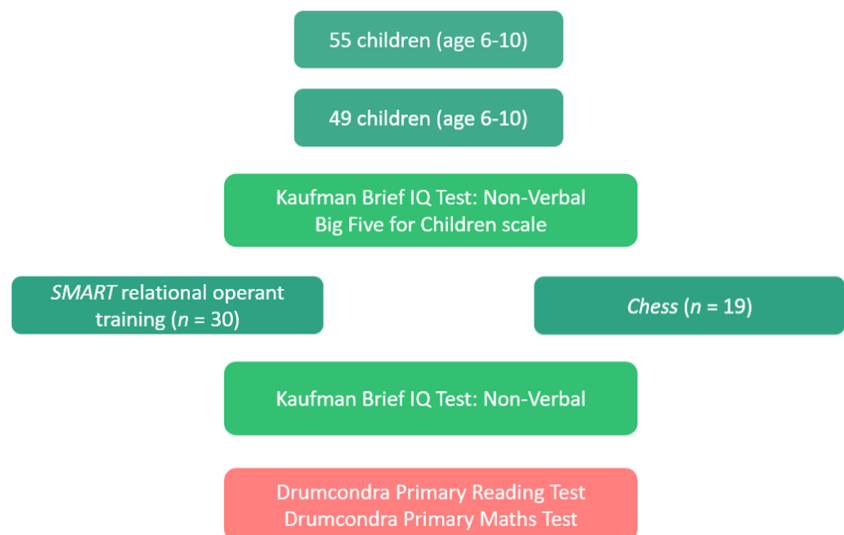 55 children (age 6-10)
49 children (age 6-10)
Kaufman Brief IQ Test: Non-Verbal
Big Five for Children scale
SMART relational operant
training (n = 30)
Chess (n = 19)
Kaufman Brief IQ Test: Non-Verbal
Drumcondra Primary Reading Test
Drumcondra Primary Maths Test